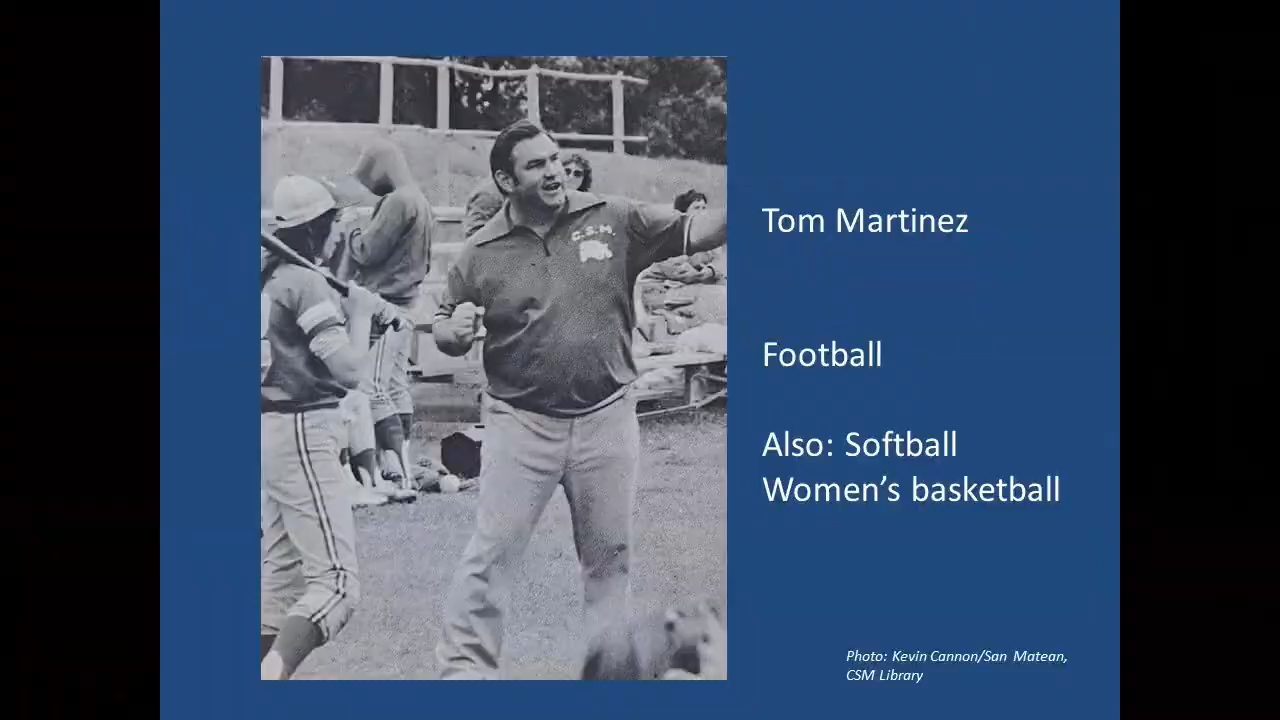 C.S.M.
Tom Martinez
Football
Also: Softball
Women's basketball
Photo: Kevin Cannon/San Matean,
CSM Library